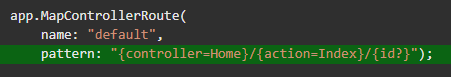 app.MapControllerRoute(
    name: "default",
    pattern: "{controller=Home}/{action=Index}/{id?}");